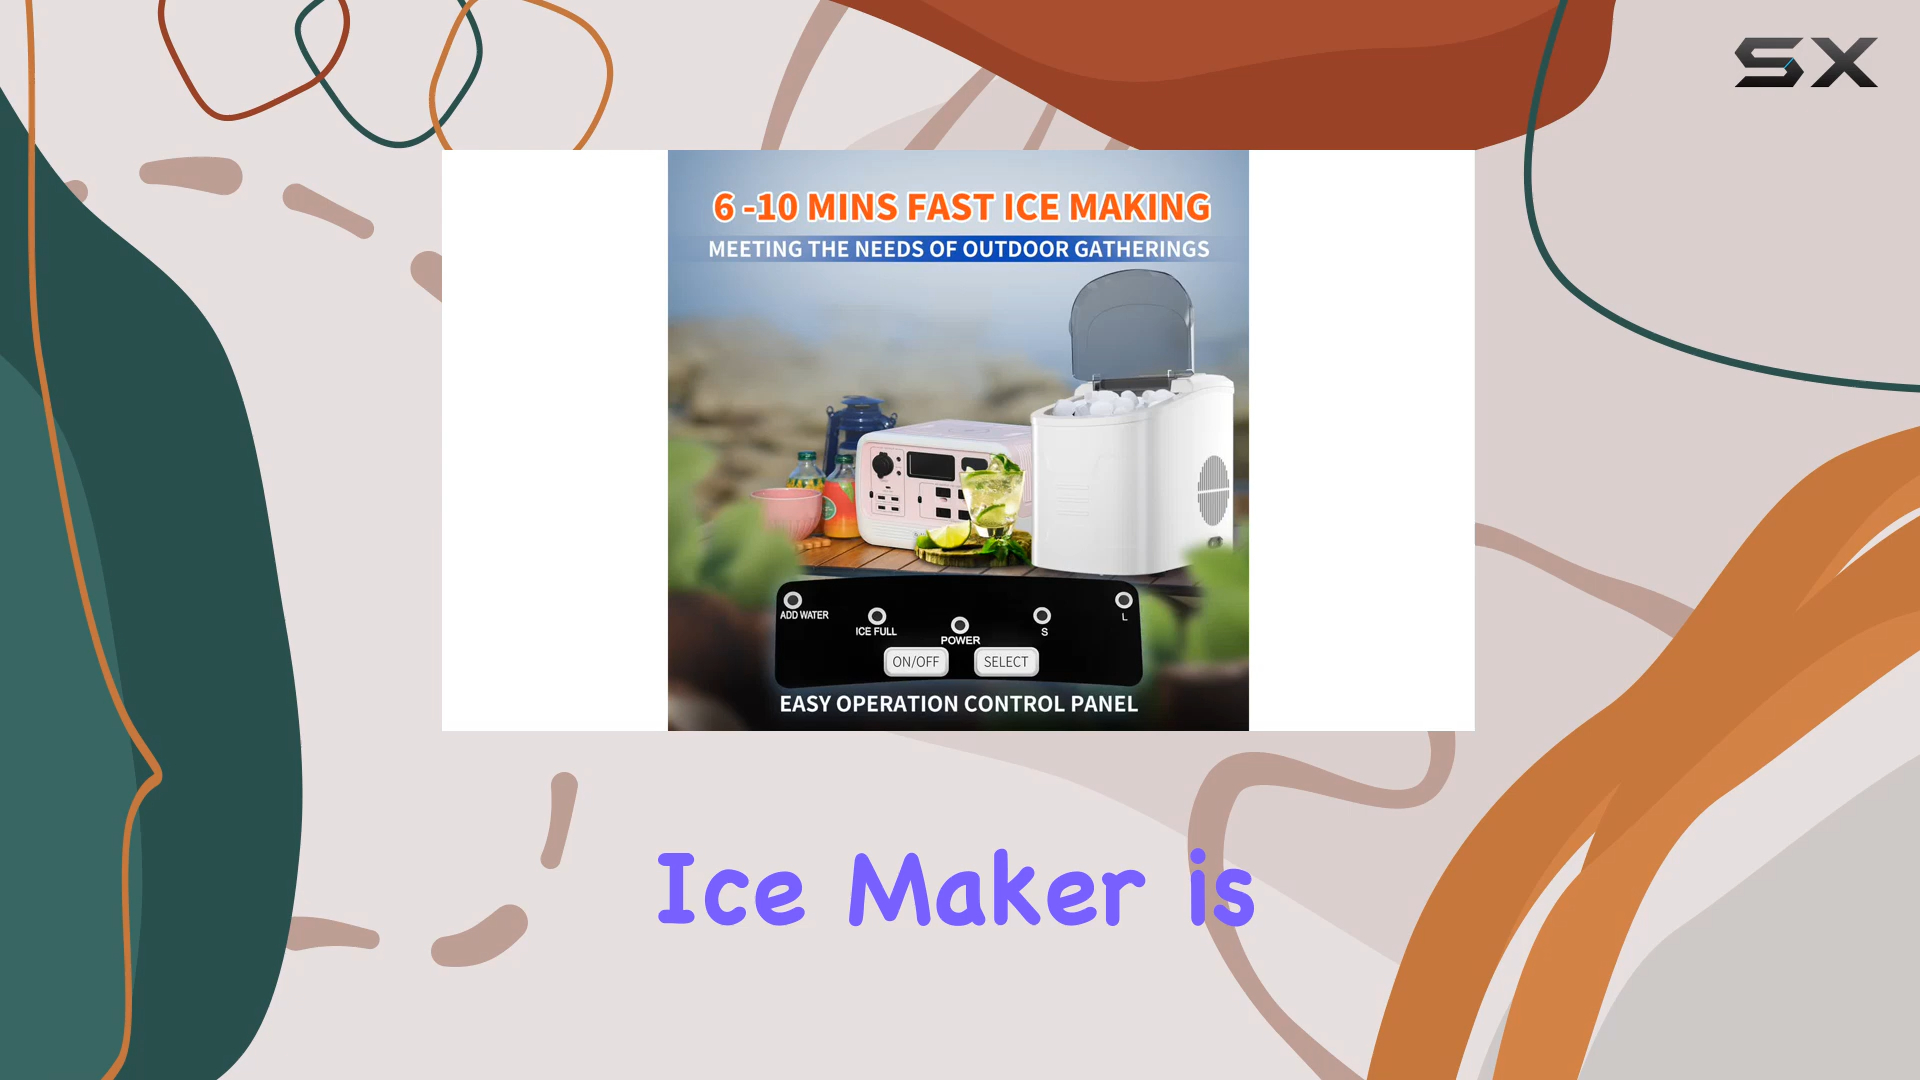 SX
6 -10 MINS FAST ICE MAKING
MEETING THE NEEDS OF OUTDOOR GATHERINGS
ADD WATER
ICE FULL
POWER
S
L
ON/OFF
SELECT
EASY OPERATION CONTROL PANEL
Ice Maker is